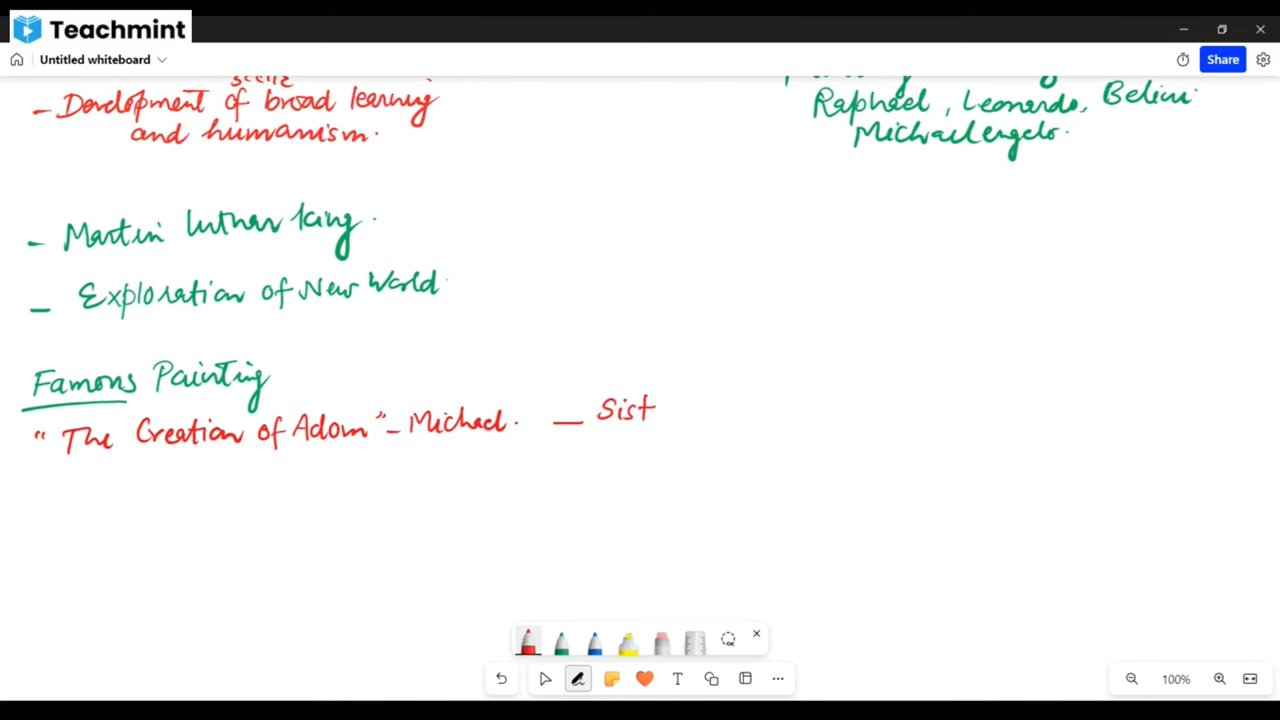 Teachmint
Untitled whiteboard
Share
- Development of broad learning
and humanism.
Raphael, Leonardo, Belini
Michaelengelo.
- Martin luther king.
- Exploration of New World.
Famous Painting
"The Creation of Adam" - Michael. — Sist
T
100%